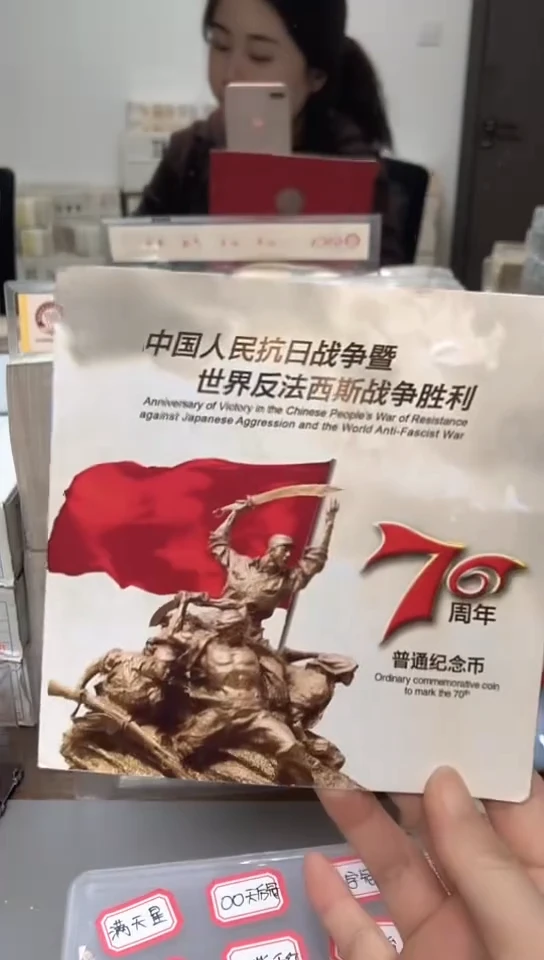 中国人民抗日战争暨
世界反法西斯战争胜利
Anniversary of Victory in the Chinese People's War of Resistance
against Japanese Aggression and the World Anti-Fascist War
70
周年
普通纪念币
Ordinary commemorative coin
to mark the 70th
满天星